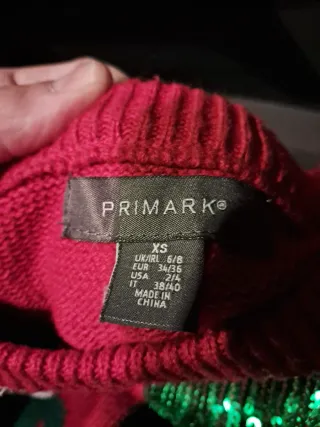 PRIMARK®
XS
UK/IRL 6/8
EUR 34/36
USA 2/4
IT 38/40
MADE IN
CHINA